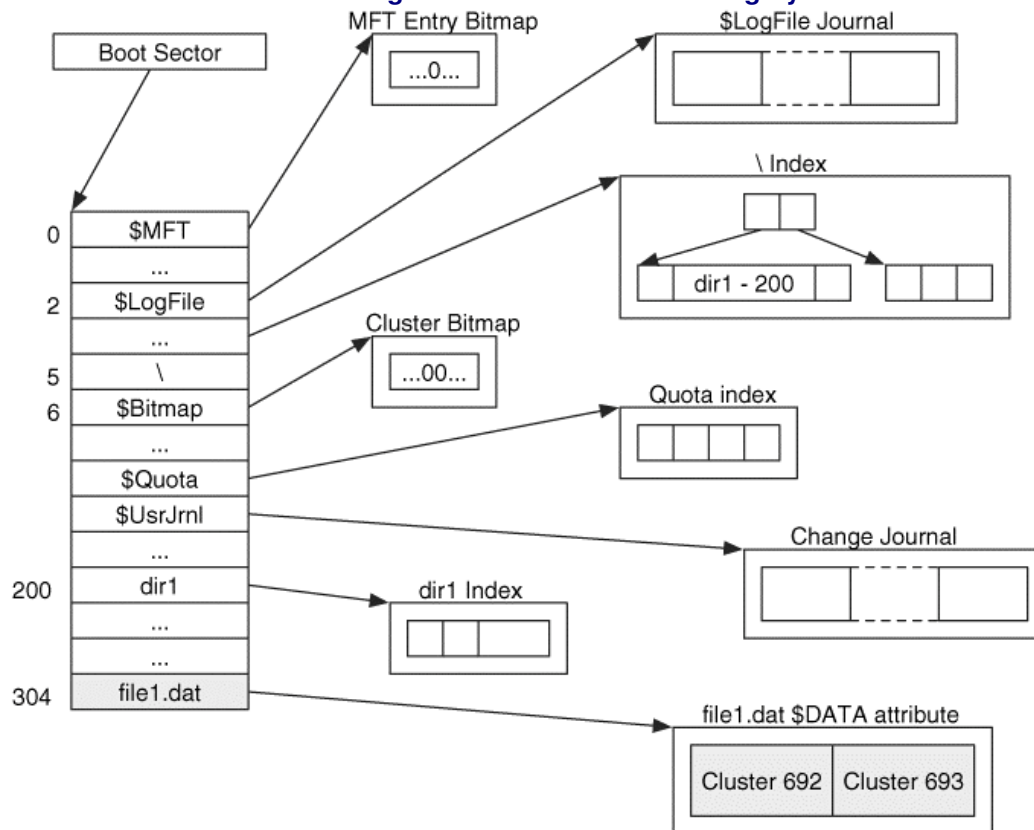 MFT Entry Bitmap
$LogFile Journal
Boot Sector
...0...
\ Index
0
$MFT
...
dir1 - 200
2
$LogFile
...
Cluster Bitmap
5
\
...00...
6
$Bitmap
Quota index
...
$Quota
$UsrJrnl
Change Journal
...
200
dir1
dir1 Index
...
...
304
file1.dat
file1.dat $DATA attribute
Cluster 692
Cluster 693